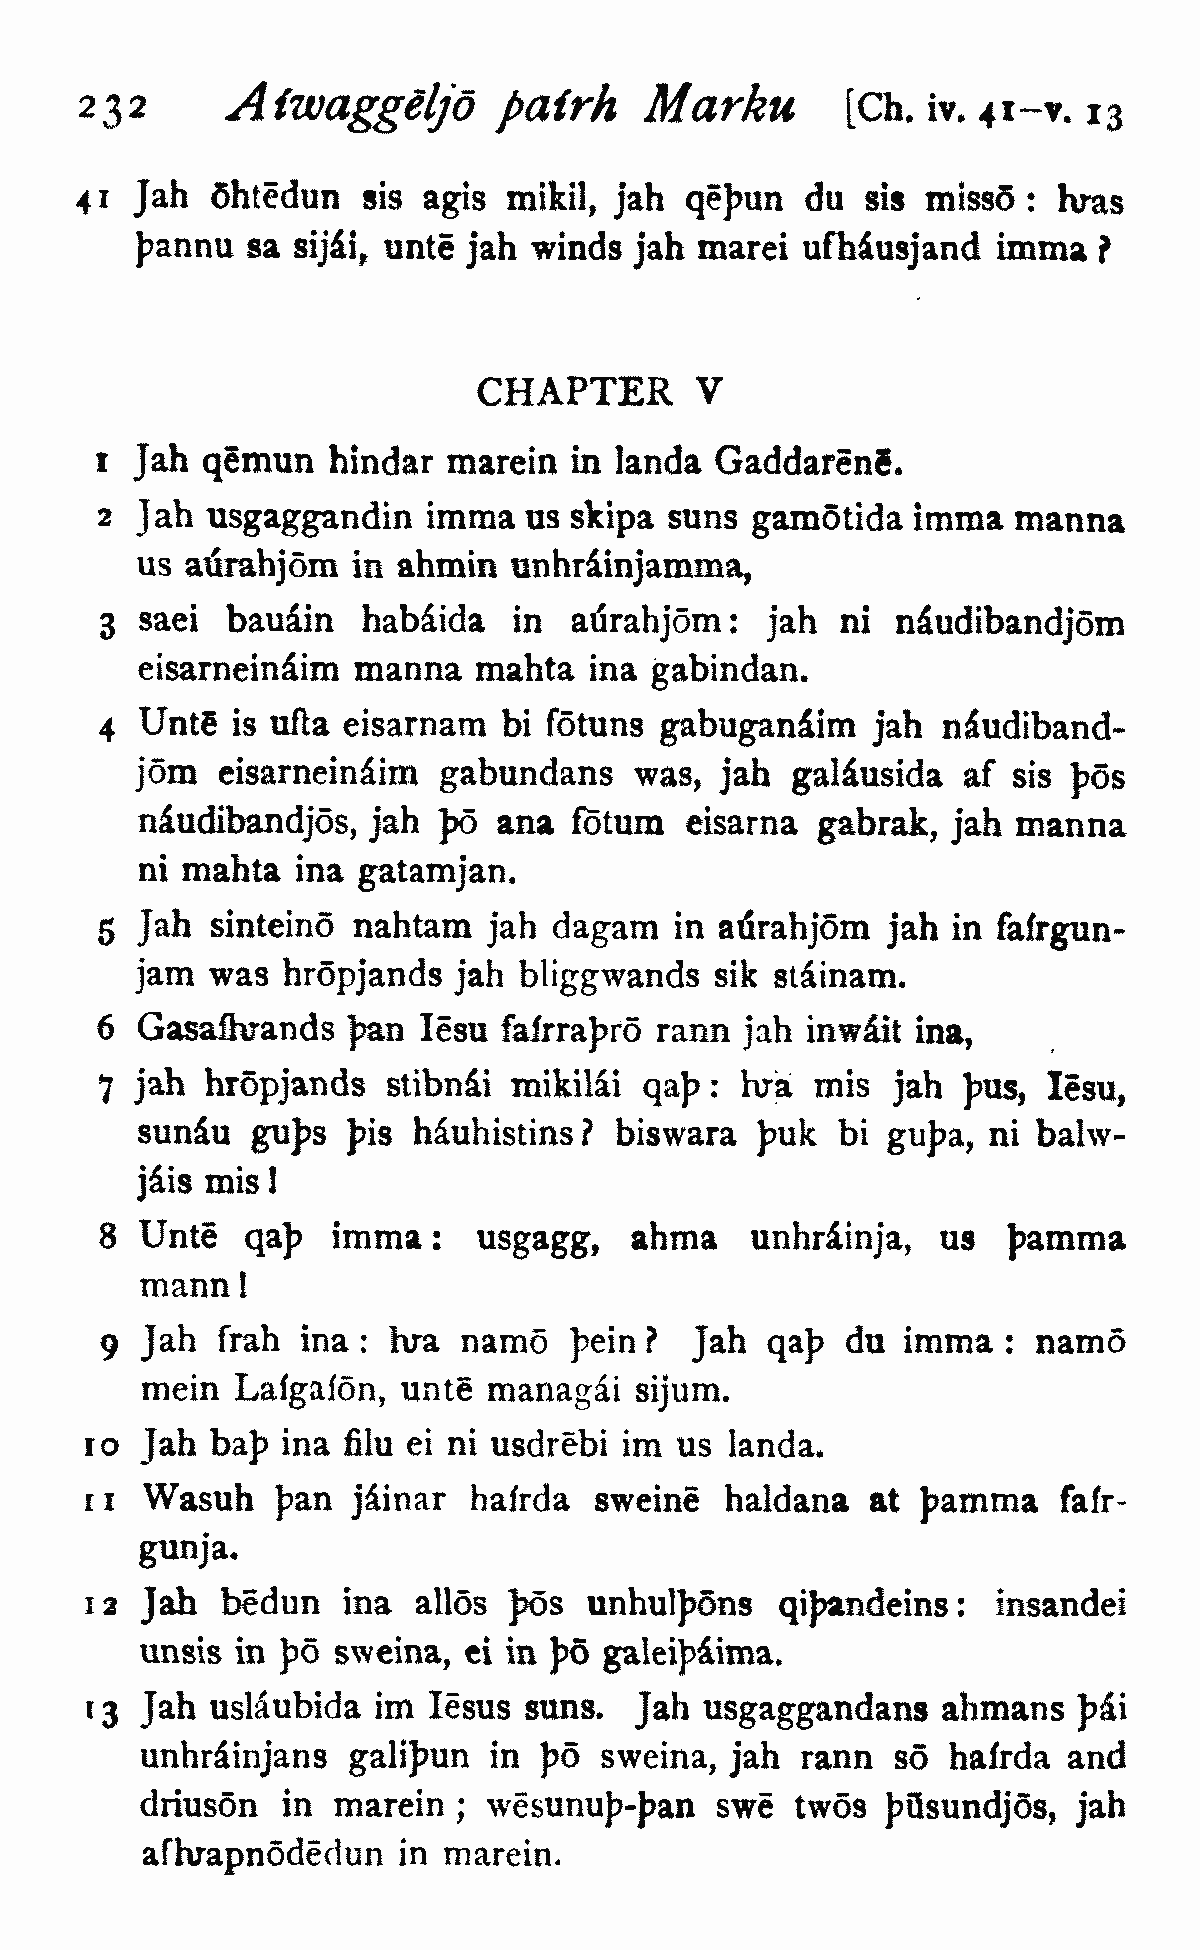 232 Aíwaggēljō þaírh Marku [Ch. iv. 41–v. 13
41 Jah ōhtēdun sis agis mikil, jah qēþun du sis missō : ƕas
þannu sa sijái, untē jah winds jah marei ufháusjand imma ?
CHAPTER V
1 Jah qēmun hindar marein in landa Gaddarēnē.
2 Jah usgaggandin imma us skipa suns gamōtida imma manna
us aúrahjōm in ahmin unhráinjamma,
3 saei bauáin habáida in aúrahjōm : jah ni náudibandjōm
eisarneináim manna mahta ina gabindan.
4 Untē is ufta eisarnam bi fōtuns gabuganáim jah náudiband-
jōm eisarneináim gabundans was, jah galáusida af sis þōs
náudibandjōs, jah þō ana fōtum eisarna gabrak, jah manna
ni mahta ina gatamjan.
5 Jah sinteinō nahtam jah dagam in aúrahjōm jah in faírgun-
jam was hrōpjands jah bliggwands sik stáinam.
6 Gasaíƕands þan Iēsu faírraþrō rann jah inwáit ina,
7 jah hrōpjands stibnái mikilái qaþ : ƕa mis jah þus, Iēsu,
sunáu guþs þis háuhistins ? biswara þuk bi guþa, ni balw-
jáis mis !
8 Untē qaþ imma : usgagg, ahma unhráinja, us þamma
mann !
9 Jah frah ina : ƕa namō þein ? Jah qaþ du imma : namō
mein Laígaíōn, untē managái sijum.
10 Jah baþ ina filu ei ni usdrēbi im us landa.
11 Wasuh þan jáinar haírda sweinē haldana at þamma faír-
gunja.
12 Jah bēdun ina allōs þōs unhulþōns qiþandeins : insandei
unsis in þō sweina, ei in þō galeiþáima.
13 Jah usláubida im Iēsus suns. Jah usgaggandans ahmans þái
unhráinjans galiþun in þō sweina, jah rann sō haírda and
driusōn in marein ; wēsunuþ-þan swē twōs þūsundjōs, jah
afƕapnōdēdun in marein.